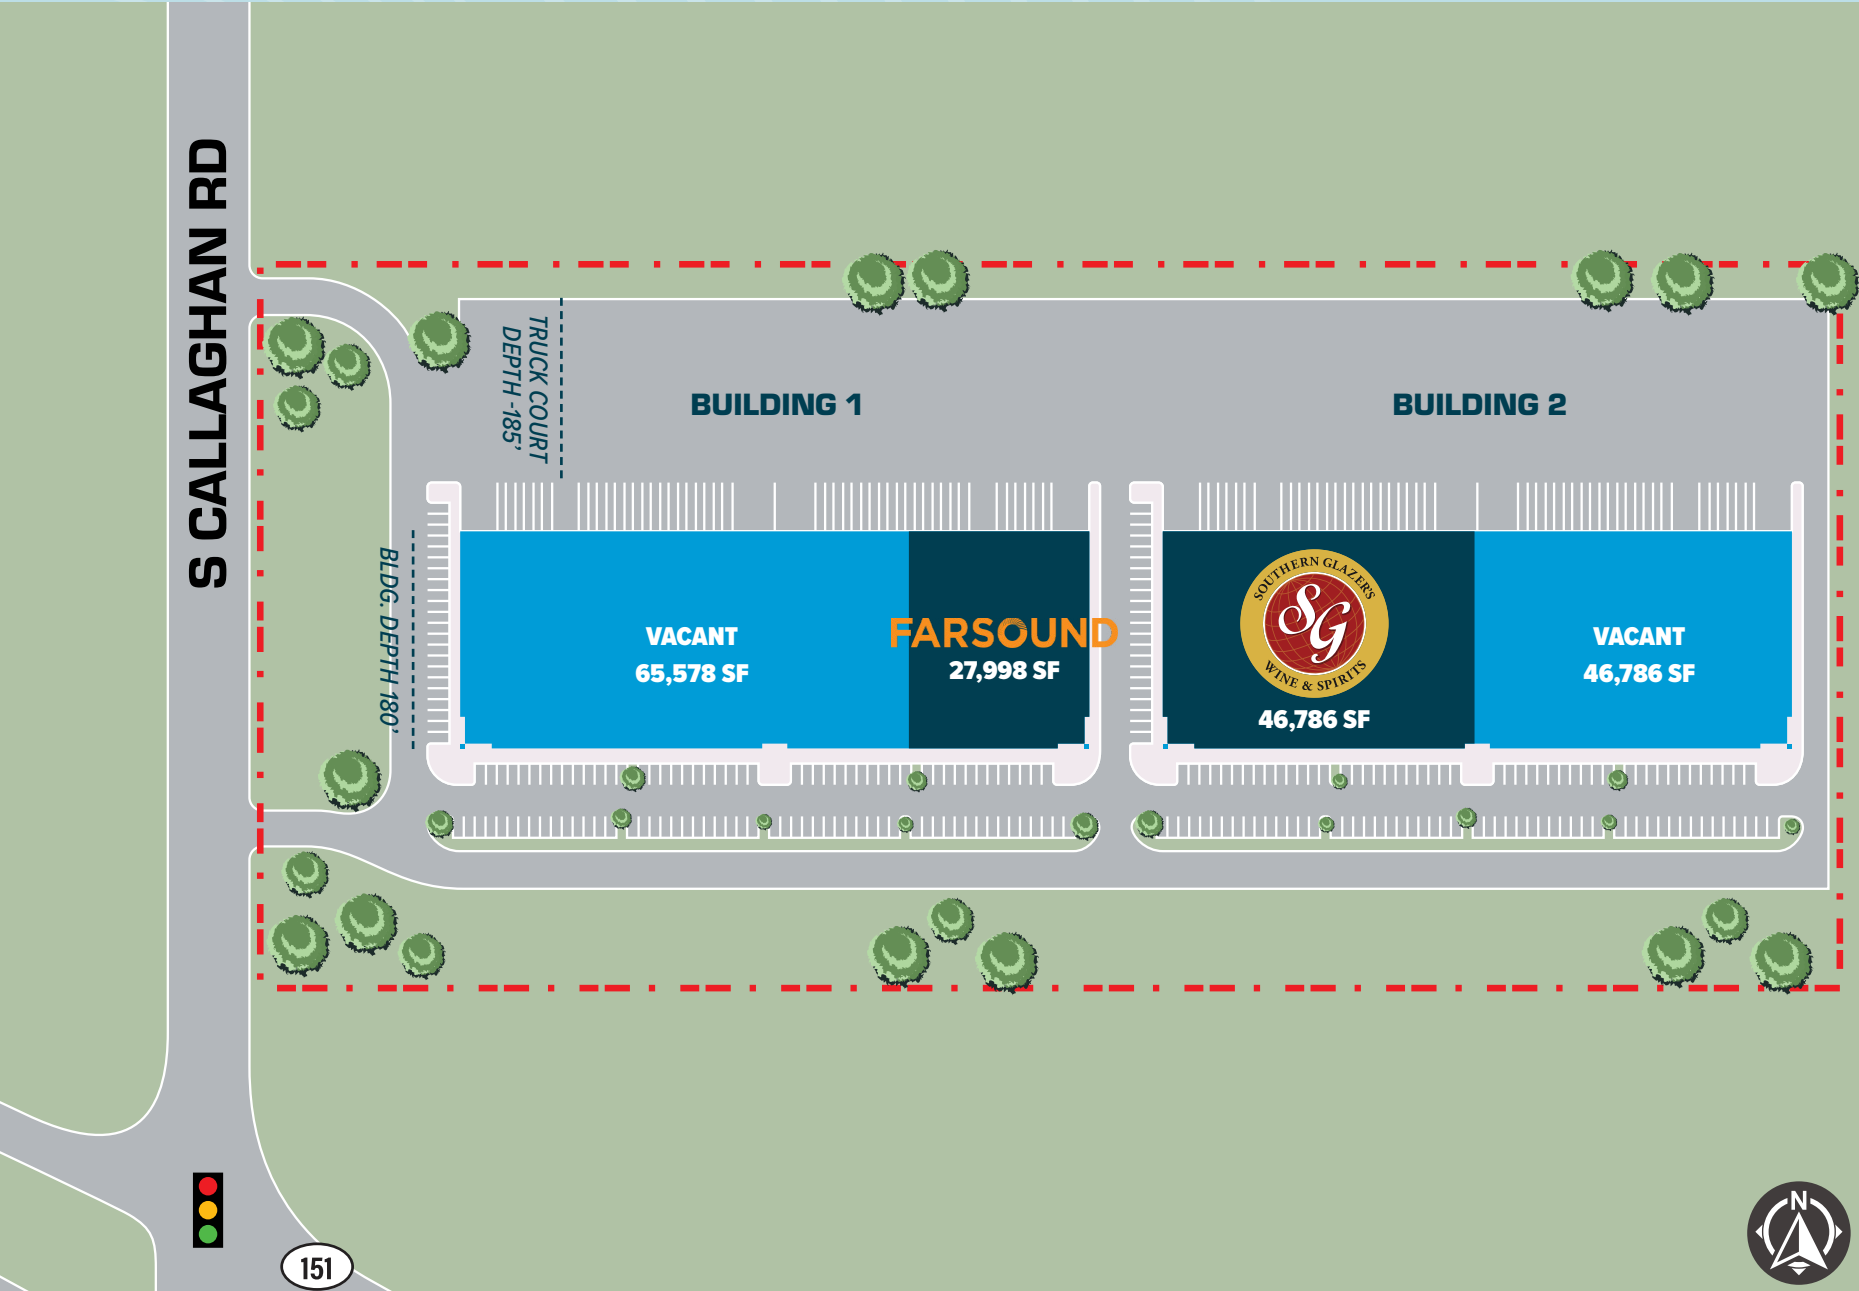 S CALLAGHAN RD
TRUCK COURT
DEPTH -185'
BUILDING 1
BUILDING 2
BLDG. DEPTH 180'
VACANT
65,578 SF
FARSOUND
27,998 SF
SOUTHERN GLAZER'S
SG
WINE & SPIRITS
46,786 SF
VACANT
46,786 SF
151
N